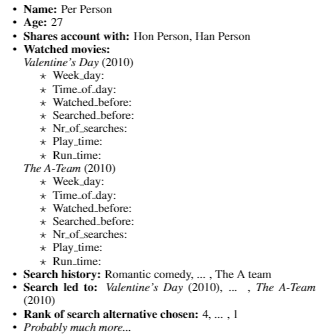 • Name: Per Person
• Age: 27
• Shares account with: Hon Person, Han Person
• Watched movies:
Valentine's Day (2010)
⋆ Week_day:
⋆ Time_of_day:
⋆ Watched_before:
⋆ Searched_before:
⋆ Nr_of_searches:
⋆ Play_time:
⋆ Run_time:
The A-Team (2010)
⋆ Week_day:
⋆ Time_of_day:
⋆ Watched_before:
⋆ Searched_before:
⋆ Nr_of_searches:
⋆ Play_time:
⋆ Run_time:
• Search history: Romantic comedy, ... , The A team
• Search led to: Valentine's Day (2010), ... , The A-Team
(2010)
• Rank of search alternative chosen: 4, ... , 1
• Probably much more...